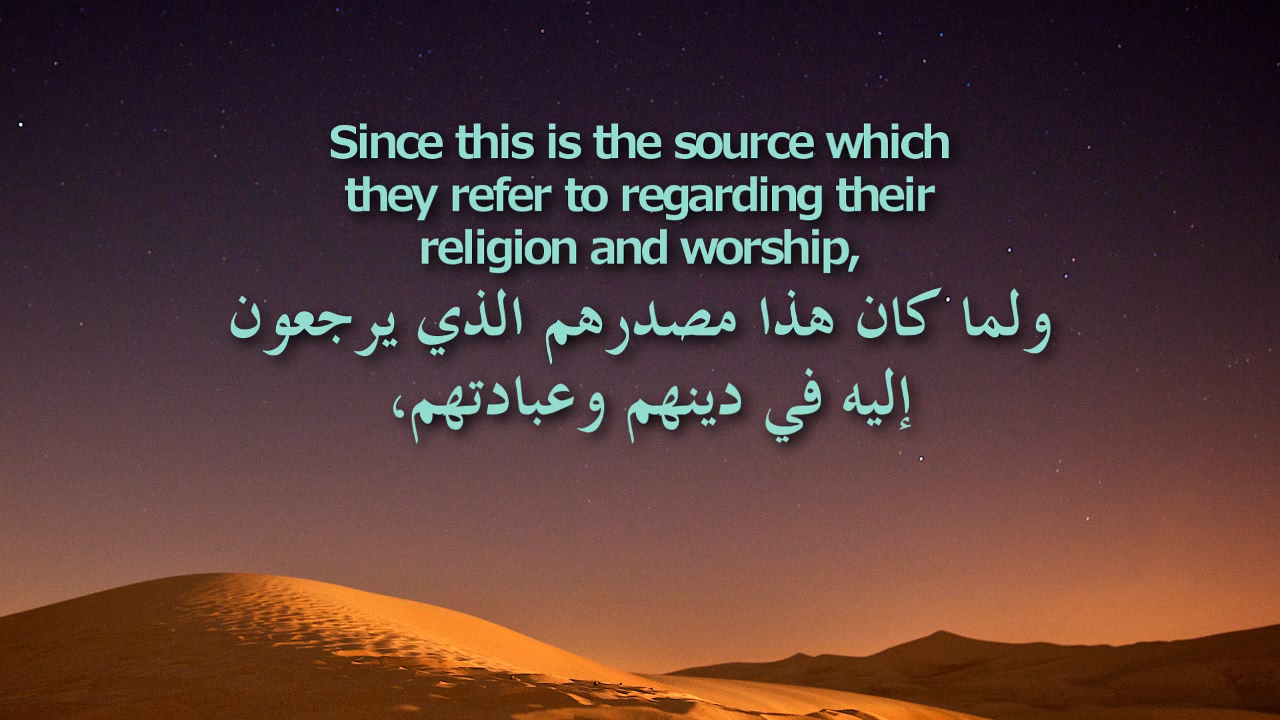 Since this is the source which
they refer to regarding their
religion and worship,
ولما كان هذا مصدرهم الذي يرجعون
إليه في دينهم وعبادتهم،